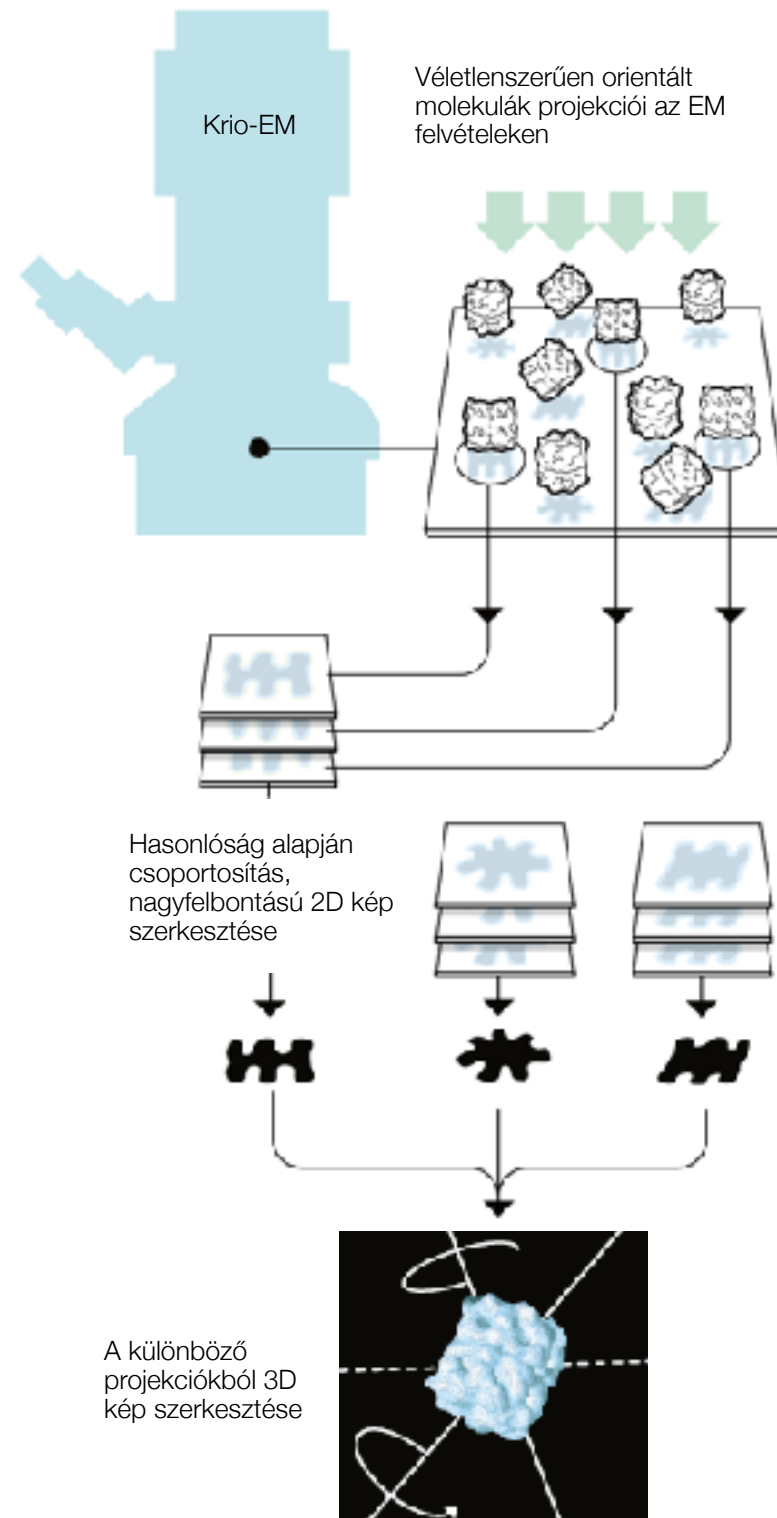 Krio-EM
Véletlenszerűen orientált
molekulák projekciói az EM
felvételeken
Hasonlóság alapján
csoportosítás,
nagyfelbontású 2D kép
szerkesztése
A különböző
projekciókból 3D
kép szerkesztése